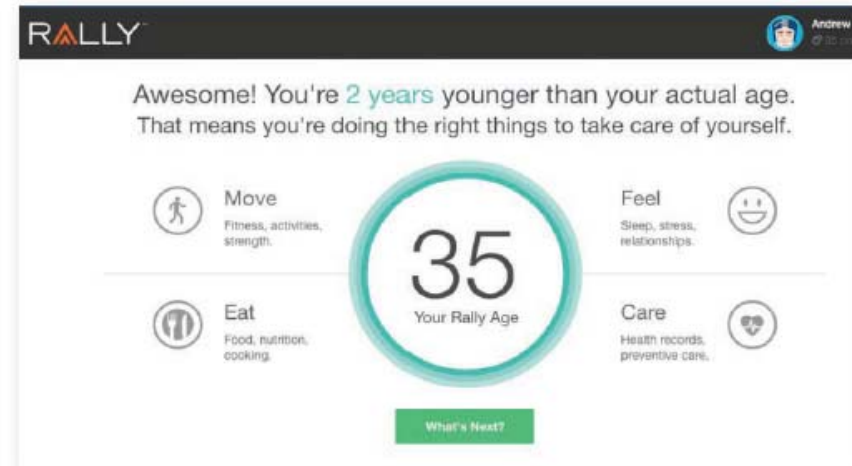 RALLY
Andrew
Awesome! You're 2 years younger than your actual age.
That means you're doing the right things to take care of yourself.
Move
Fitness, activities,
strength.
Feel
Sleep, stress,
relationships.
35
Your Rally Age
Eat
Food, nutrition,
cooking.
Care
Health records,
preventive care.
What's Next?